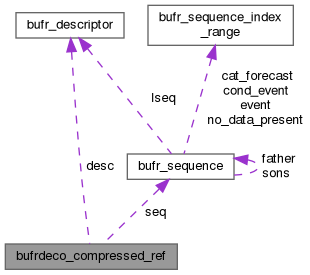 bufr_descriptor
bufr_sequence_index
_range
cat_forecast
cond_event
event
no_data_present
lseq
bufr_sequence
father
sons
desc
seq
bufrdeco_compressed_ref